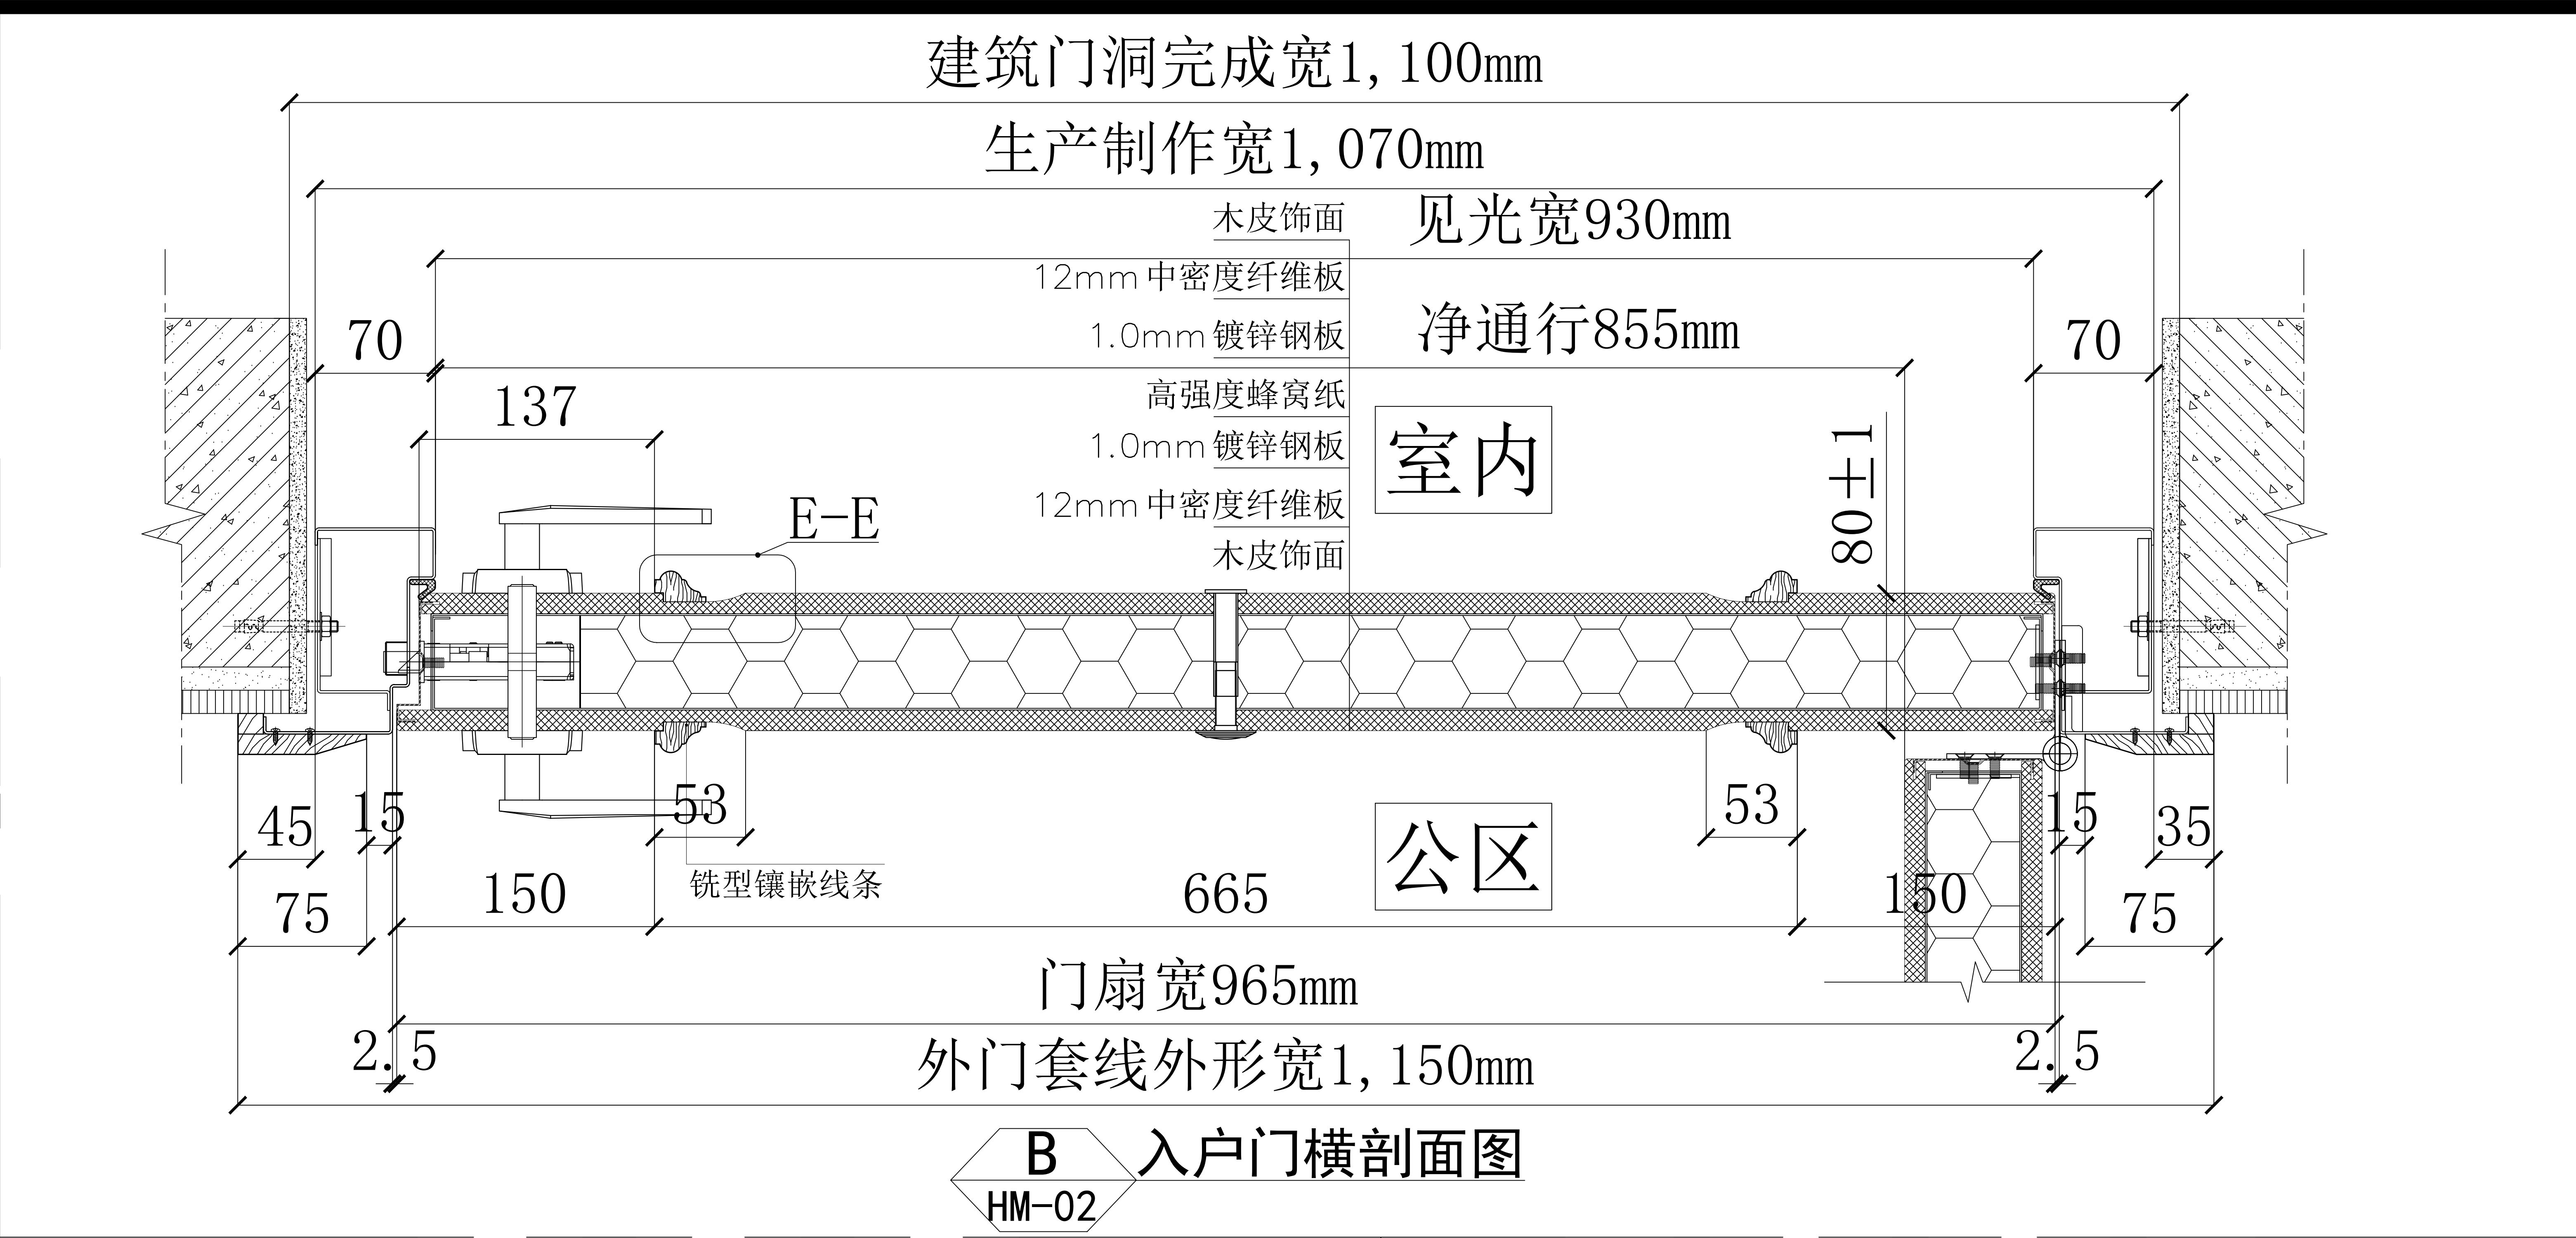 建筑门洞完成宽1,100mm
生产制作宽1,070mm
木皮饰面
见光宽930mm
12mm中密度纤维板
1.0mm镀锌钢板
净通行855mm
70
70
137
高强度蜂窝纸
1.0mm镀锌钢板
室内
80±1
E-E
12mm中密度纤维板
木皮饰面
53
53
45
15
15
35
公区
铣型镶嵌线条
150
665
150
75
75
门扇宽965mm
2.5
2.5
外门套线外形宽1,150mm
B
入户门横剖面图
HM-02